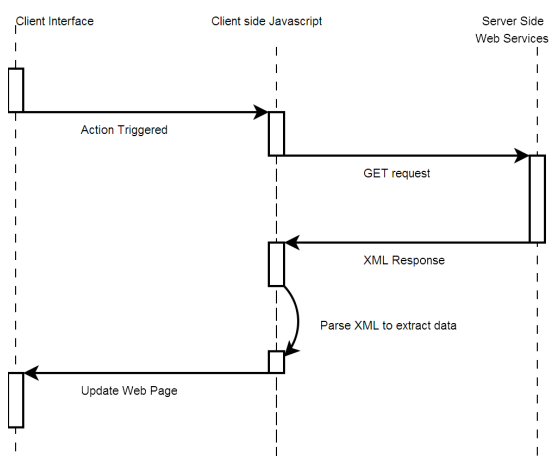 Client Interface
Client side Javascript
Server Side
Web Services
Action Triggered
GET request
XML Response
Parse XML to extract data
Update Web Page